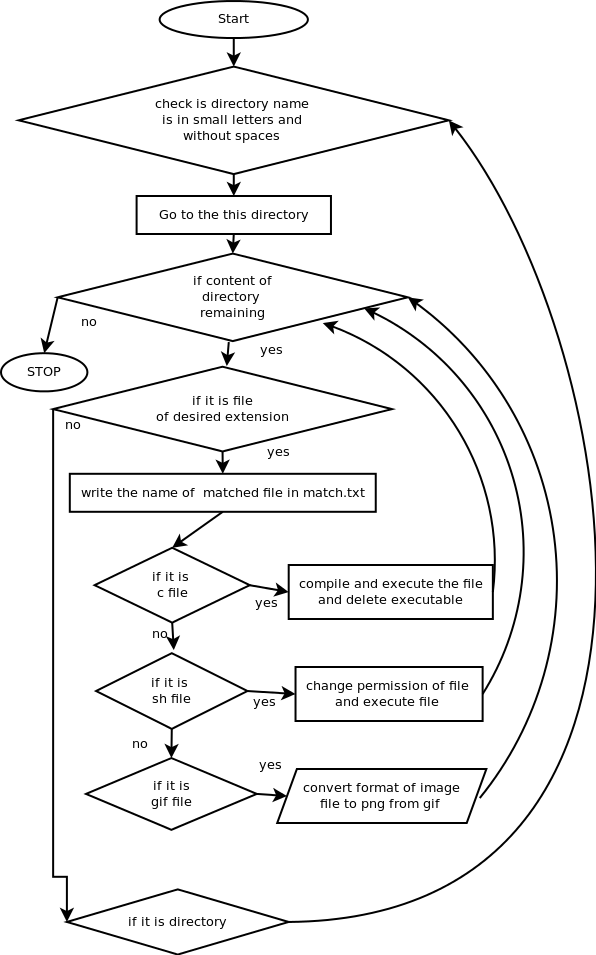 Start
check is directory name
is in small letters and
without spaces
Go to the this directory
if content of
directory
remaining
no
yes
STOP
if it is file
of desired extension
no
yes
write the name of  matched file in match.txt
if it is
c file
yes
compile and execute the file
and delete executable
no
if it is
sh file
yes
change permission of file
and execute file
no
if it is
gif file
yes
convert format of image
file to png from gif
if it is directory